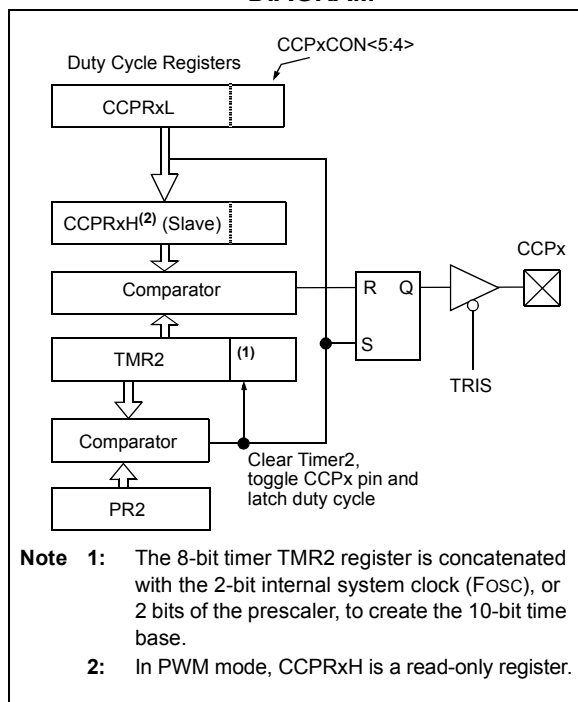 DIAGRAM
CCPxCON<5:4>
Duty Cycle Registers
CCPRxL
CCPRxH(2) (Slave)
CCPx
Comparator
R Q
S
TMR2
(1)
TRIS
Comparator
Clear Timer2,
toggle CCPx pin and
latch duty cycle
PR2
Note 1: The 8-bit timer TMR2 register is concatenated
with the 2-bit internal system clock (FOSC), or
2 bits of the prescaler, to create the 10-bit time
base.
2: In PWM mode, CCPRxH is a read-only register.